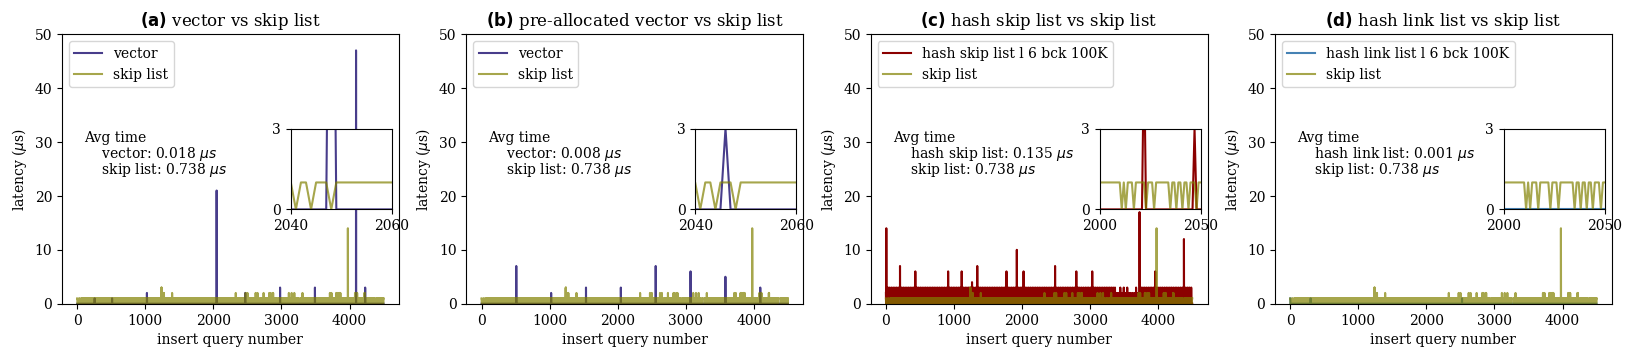 (a) vector vs skip list
50
40
30
20
10
0
latency (µs)
vector
skip list
Avg time
vector: 0.018 µs
skip list: 0.738 µs
3
0
2040
2060
0
1000
2000
3000
4000
insert query number
(b) pre-allocated vector vs skip list
50
40
30
20
10
0
latency (µs)
vector
skip list
Avg time
vector: 0.008 µs
skip list: 0.738 µs
3
0
2040
2060
0
1000
2000
3000
4000
insert query number
(c) hash skip list vs skip list
50
40
30
20
10
0
latency (µs)
hash skip list l 6 bck 100K
skip list
Avg time
hash skip list: 0.135 µs
skip list: 0.738 µs
3
0
2000
2050
0
1000
2000
3000
4000
insert query number
(d) hash link list vs skip list
50
40
30
20
10
0
latency (µs)
hash link list l 6 bck 100K
skip list
Avg time
hash link list: 0.001 µs
skip list: 0.738 µs
3
0
2000
2050
0
1000
2000
3000
4000
insert query number